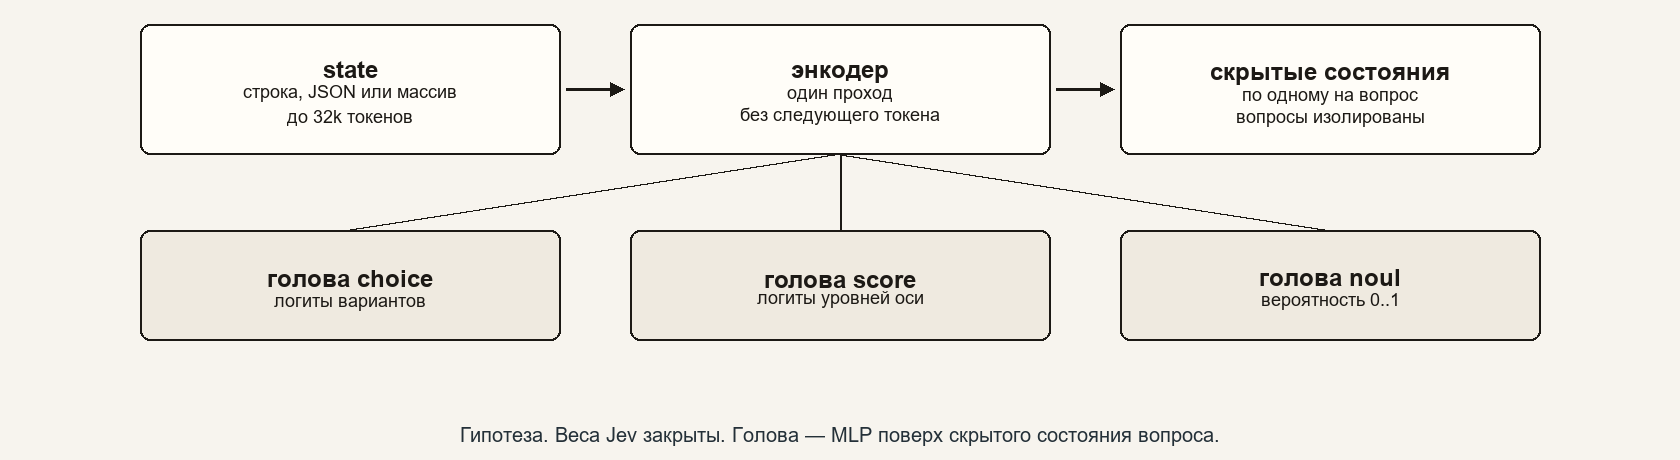 state
строка, JSON или массив
до 32k токенов
энкодер
один проход
без следующего токена
скрытые состояния
по одному на вопрос
вопросы изолированы
голова choice
логиты вариантов
голова score
логиты уровней оси
голова noul
вероятность 0..1
Гипотеза. Веса Jev закрыты. Голова — MLP поверх скрытого состояния вопроса.